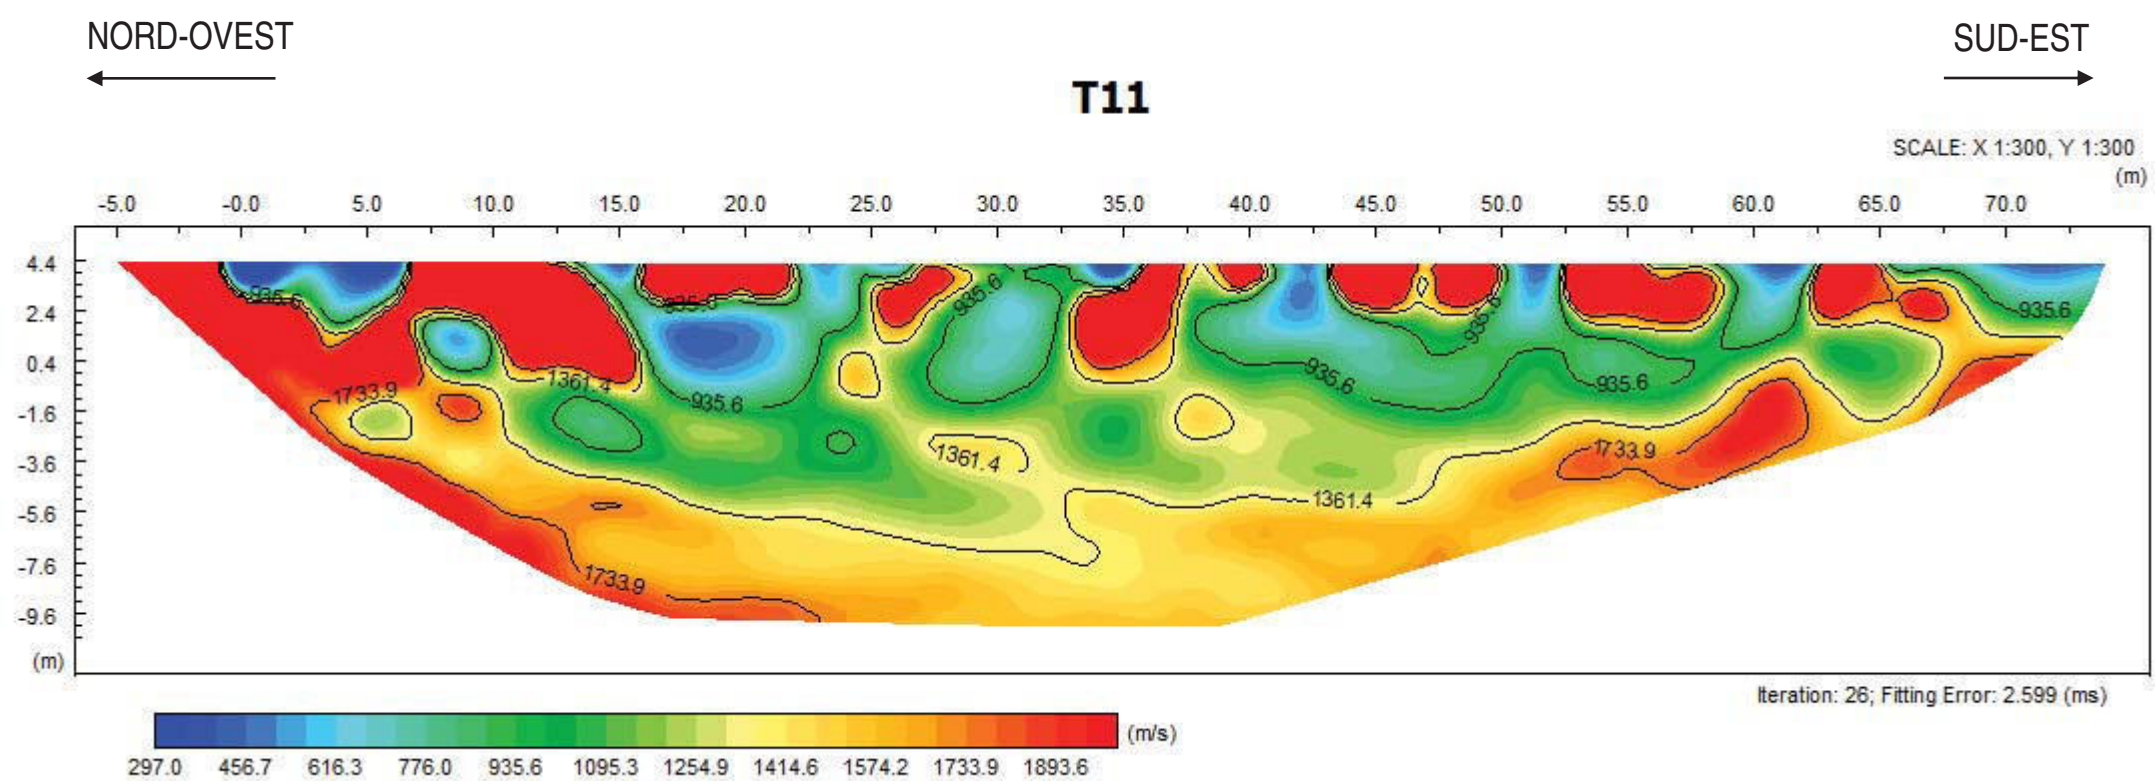 NORD-OVEST
SUD-EST
T11
SCALE: X 1:300, Y 1:300
(m)
-5.0 -0.0 5.0 10.0 15.0 20.0 25.0 30.0 35.0 40.0 45.0 50.0 55.0 60.0 65.0 70.0
4.4
2.4
0.4
-1.6
-3.6
-5.6
-7.6
-9.6
(m)
935.6
935.6
935.6
935.6
935.6
1733.9
1361.4
935.6
935.6
935.6
1361.4
1733.9
1361.4
1733.9
Iteration: 26; Fitting Error: 2.599 (ms)
(m/s)
297.0 456.7 616.3 776.0 935.6 1095.3 1254.9 1414.6 1574.2 1733.9 1893.6